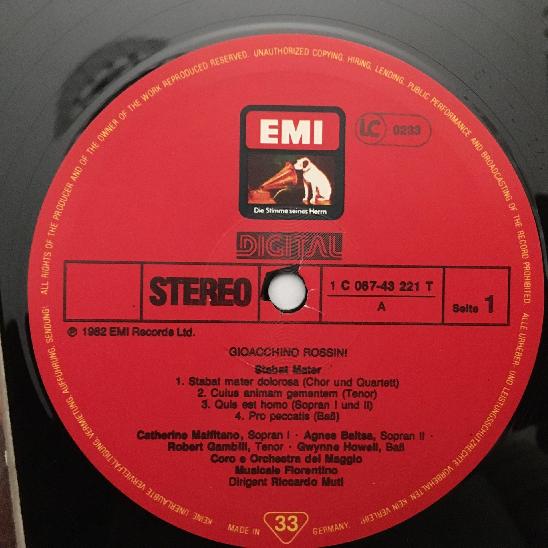 ALL RIGHTS OF THE PRODUCER AND OF THE OWNER OF THE WORK REPRODUCED RESERVED. UNAUTHORIZED COPYING, HIRING, LENDING, PUBLIC PERFORMANCE AND BROADCASTING OF THE RECORD PROHIBITED.
EMI
LC 0233
Die Stimme seines Herrn
DIGITAL
STEREO
1 C 067-43 221 T
A
Seite 1
℗ 1982 EMI Records Ltd.
GIOACCHINO ROSSINI
Stabat Mater
1. Stabat mater dolorosa (Chor und Quartett)
2. Cuius animam gementem (Tenor)
3. Quis est homo (Sopran I und II)
4. Pro peccatis (Baß)
Catherine Malfitano, Sopran I · Agnes Baltsa, Sopran II ·
Robert Gambill, Tenor · Gwynne Howell, Baß
Coro e Orchestra del Maggio
Musicale Fiorentino
Dirigent Riccardo Muti
ALLE URHEBER UND LEISTUNGSSCHUTZRECHTE VORBEHALTEN KEIN VERLEIH! KEINE UNERLAUBTE VERVIELFÄLTIGUNG, VERMIETUNG, AUFFÜHRUNG, SENDUNG!
MADE IN 33 GERMANY.